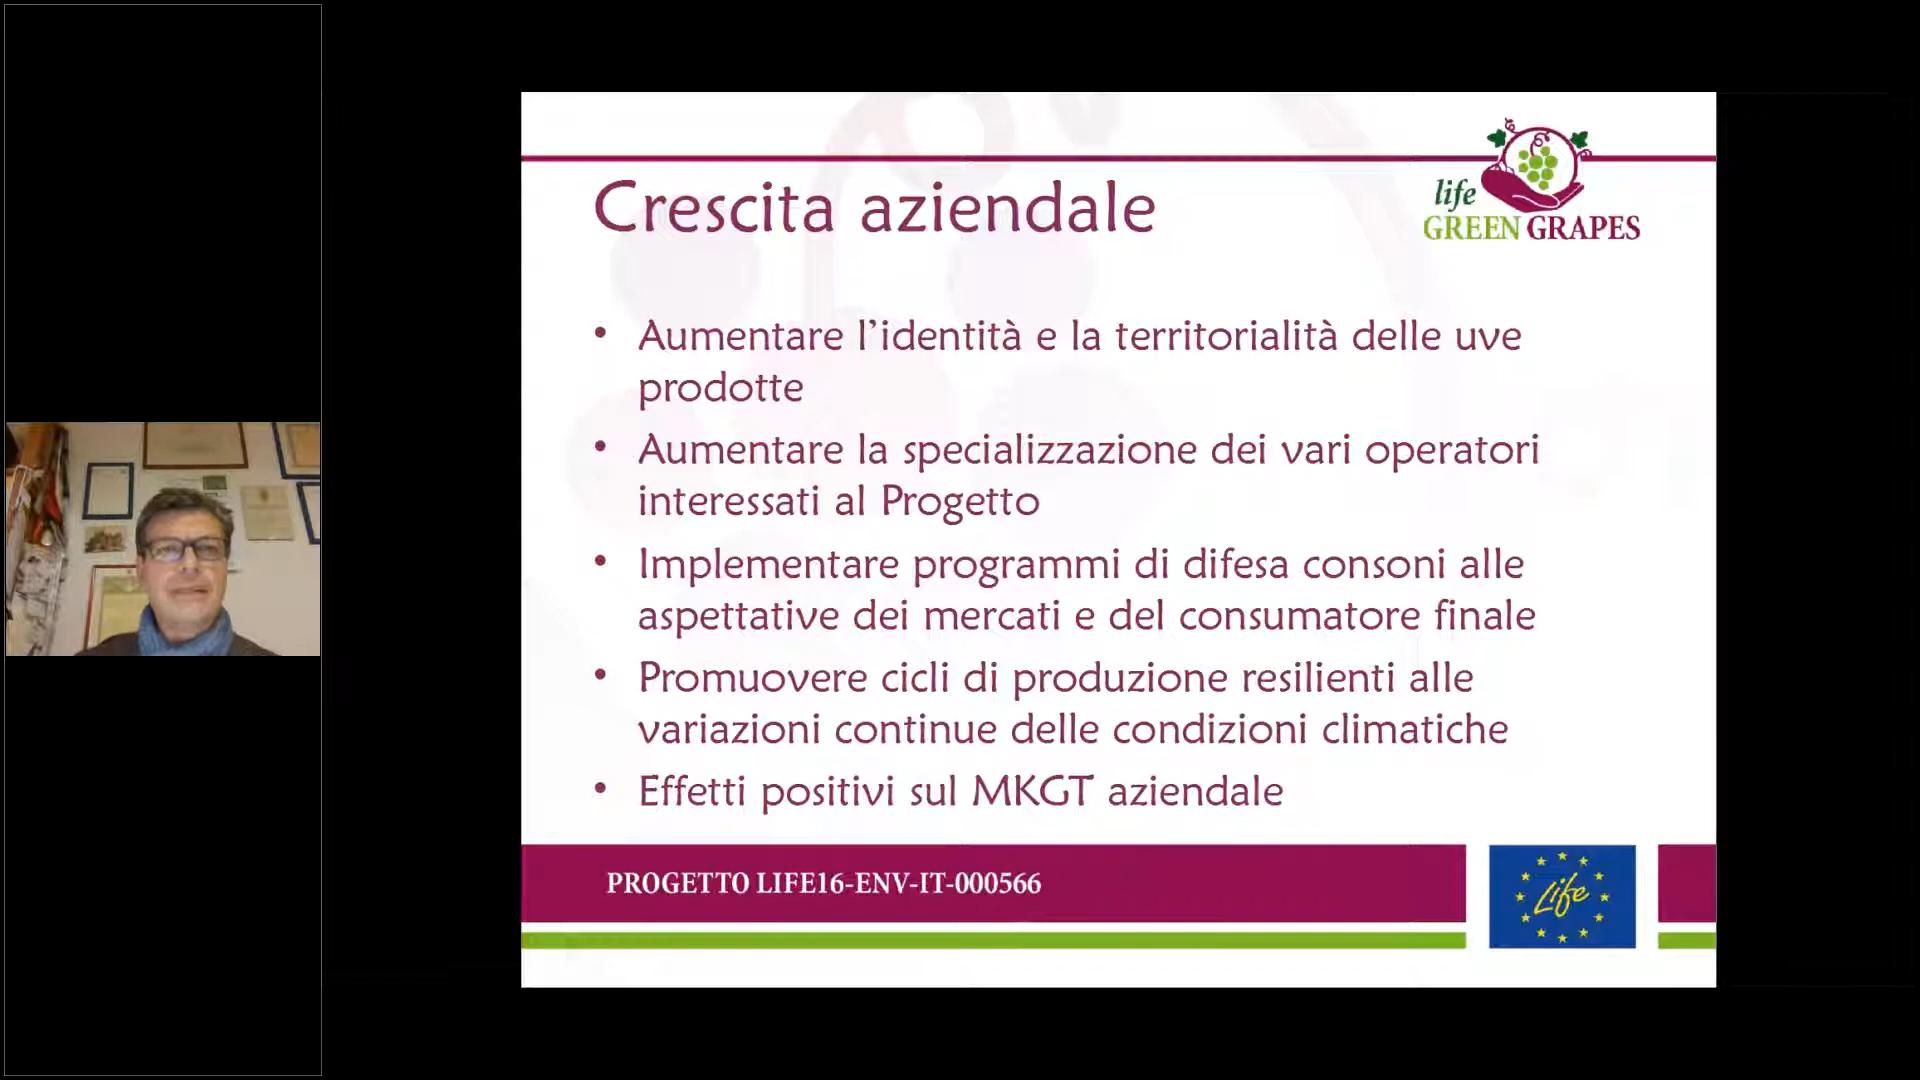 life
GREEN GRAPES
Crescita aziendale
• Aumentare l’identità e la territorialità delle uve
prodotte
• Aumentare la specializzazione dei vari operatori
interessati al Progetto
• Implementare programmi di difesa consoni alle
aspettative dei mercati e del consumatore finale
• Promuovere cicli di produzione resilienti alle
variazioni continue delle condizioni climatiche
• Effetti positivi sul MKGT aziendale
PROGETTO LIFE16-ENV-IT-000566
Life